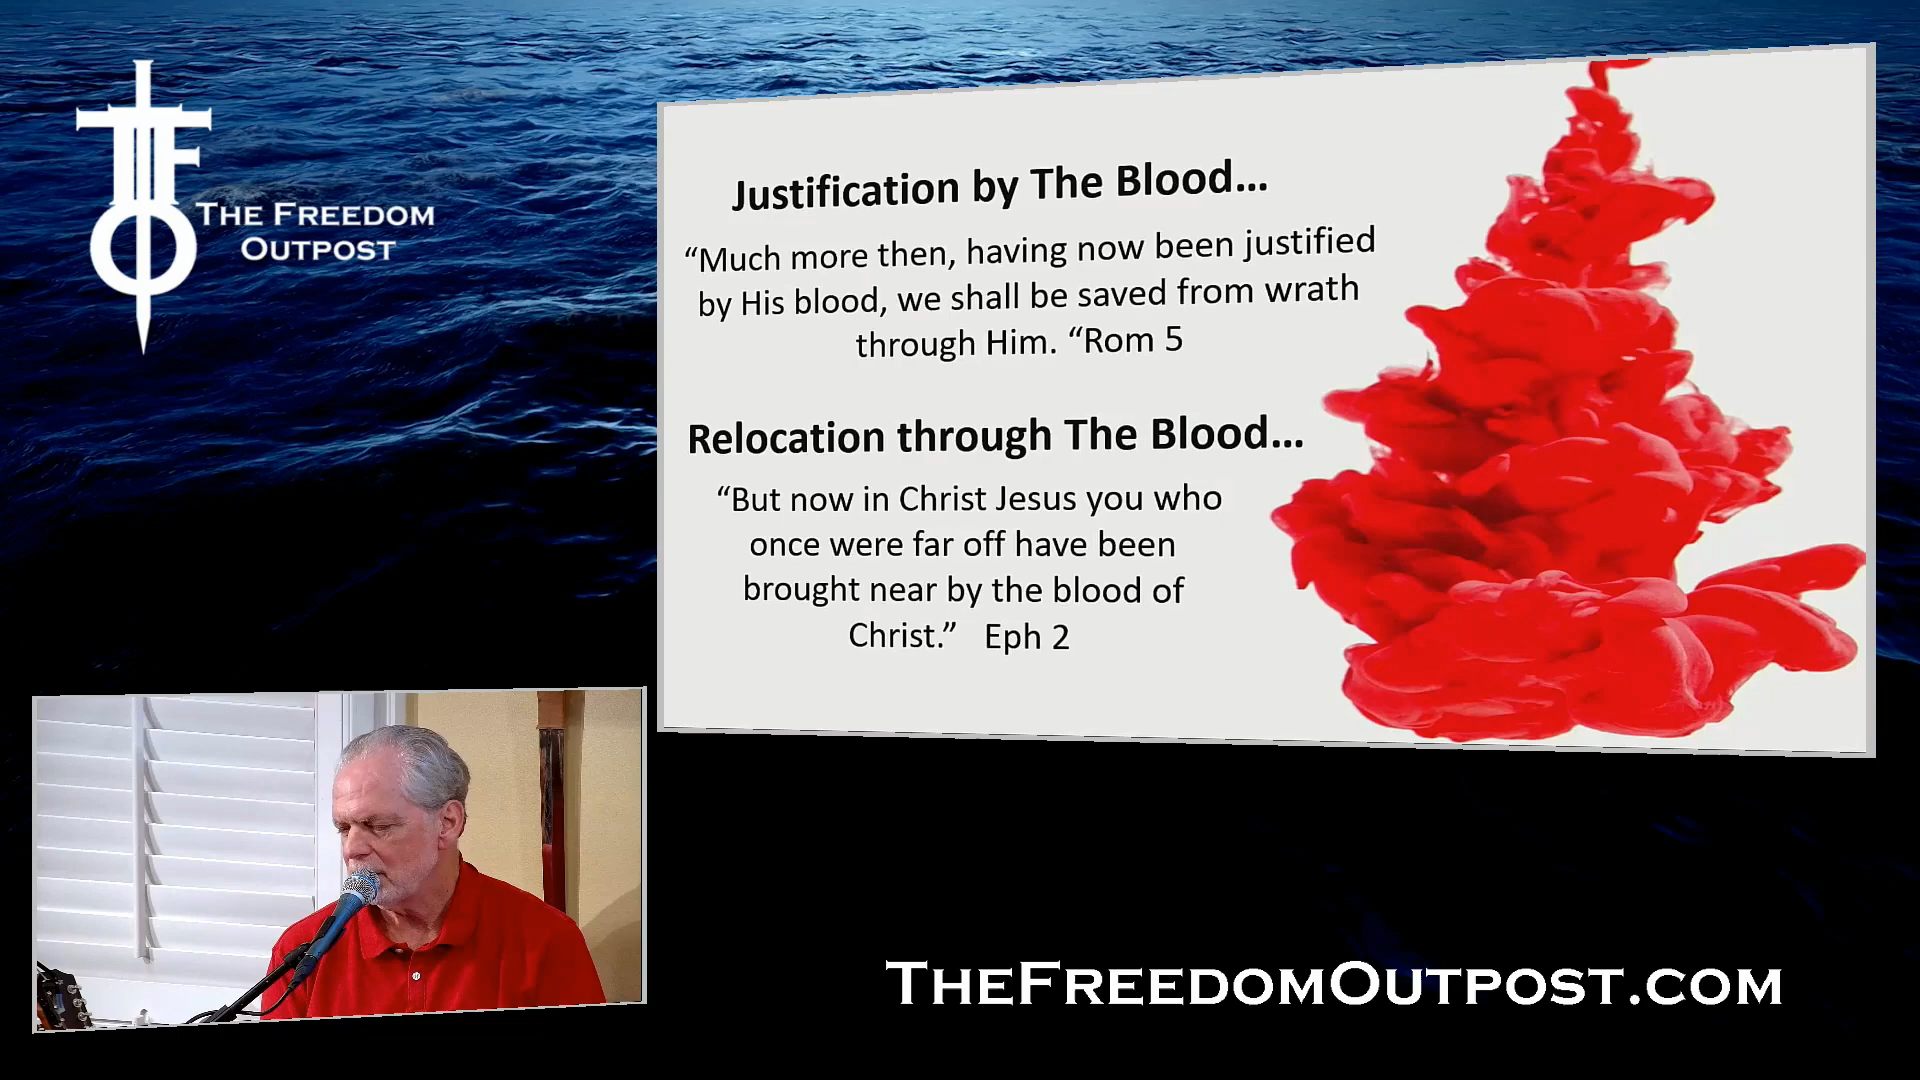 THE FREEDOM
OUTPOST
Justification by The Blood...
“Much more then, having now been justified
by His blood, we shall be saved from wrath
through Him. “Rom 5
Relocation through The Blood...
“But now in Christ Jesus you who
once were far off have been
brought near by the blood of
Christ.” Eph 2
THEFREEDOMOUTPOST.COM